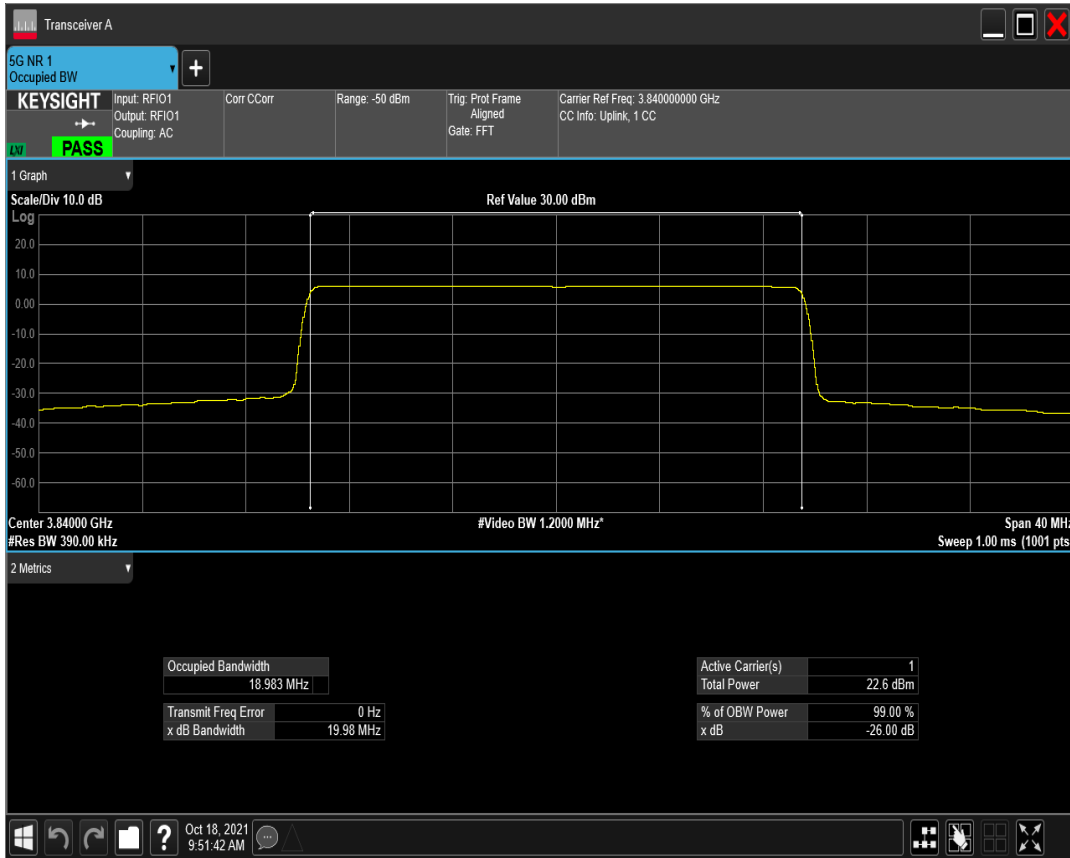 Transceiver A
5G NR 1
Occupied BW
KEYSIGHT
LXI
PASS
Input: RFIO1
Output: RFIO1
Coupling: AC
Corr CCorr
Range: -50 dBm
Trig: Prot Frame
Aligned
Gate: FFT
Carrier Ref Freq: 3.840000000 GHz
CC Info: Uplink, 1 CC
1 Graph
Scale/Div 10.0 dB
Ref Value 30.00 dBm
Log
20.0
10.0
0.00
-10.0
-20.0
-30.0
-40.0
-50.0
-60.0
Center 3.84000 GHz
#Video BW 1.2000 MHz*
Span 40 MHz
#Res BW 390.00 kHz
Sweep 1.00 ms (1001 pts
2 Metrics
Occupied Bandwidth
18.983 MHz
Transmit Freq Error 0 Hz
x dB Bandwidth 19.98 MHz
Active Carrier(s) 1
Total Power 22.6 dBm
% of OBW Power 99.00 %
x dB -26.00 dB
?
Oct 18, 2021
9:51:42 AM